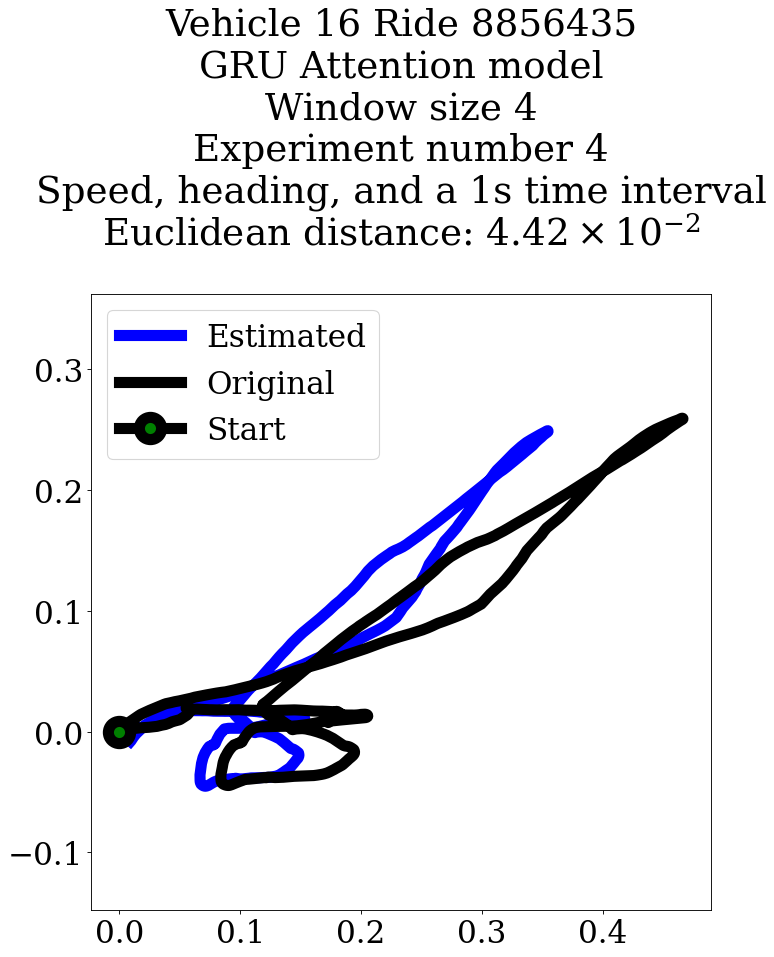 Vehicle 16 Ride 8856435
GRU Attention model
Window size 4
Experiment number 4
Speed, heading, and a 1s time interval
Euclidean distance: 4.42 × 10⁻²
Estimated
Original
Start
0.3
0.2
0.1
0.0
−0.1
0.0 0.1 0.2 0.3 0.4